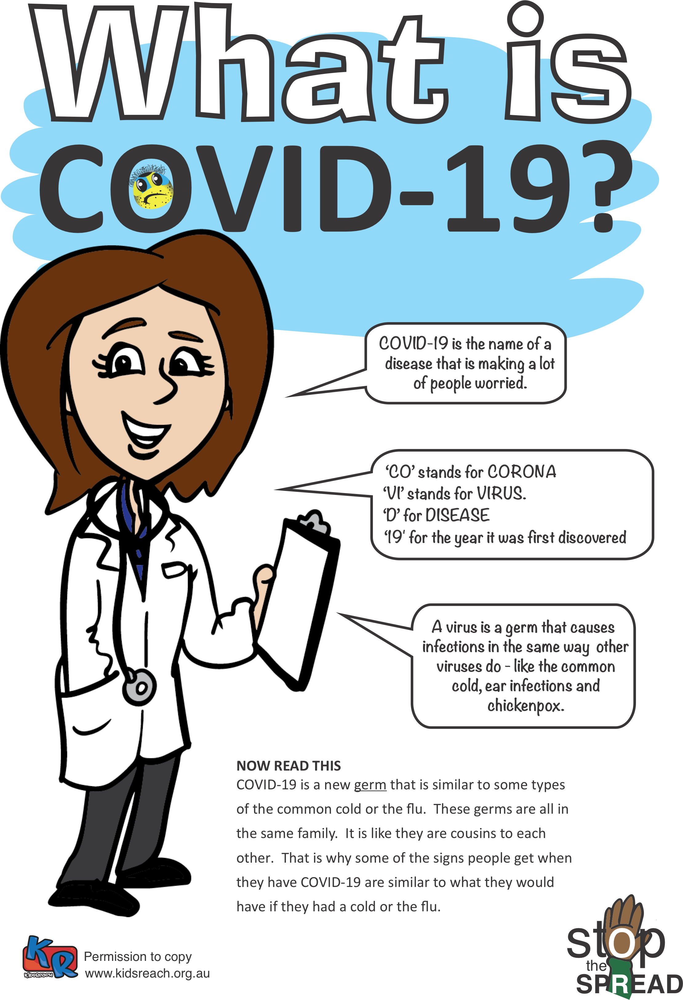 What is
COVID-19?
COVID-19 is the name of a
disease that is making a lot
of people worried.
‘CO’ stands for CORONA
‘VI’ stands for VIRUS.
‘D’ for DISEASE
‘19' for the year it was first discovered
A virus is a germ that causes
infections in the same way other
viruses do - like the common
cold, ear infections and
chickenpox.
NOW READ THIS
COVID-19 is a new germ that is similar to some types
of the common cold or the flu. These germs are all in
the same family. It is like they are cousins to each
other. That is why some of the signs people get when
they have COVID-19 are similar to what they would
have if they had a cold or the flu.
KR
KidsReach
Permission to copy
www.kidsreach.org.au
stop
the
SPREAD